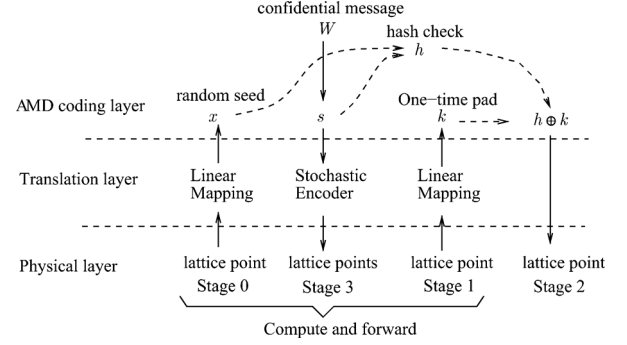 confidential message
W
hash check
h
random seed
One-time pad
AMD coding layer
x
s
k
h ⊕ k
Translation layer
Linear
Mapping
Stochastic
Encoder
Linear
Mapping
Physical layer
lattice point
lattice points
lattice point
lattice point
Stage 0
Stage 3
Stage 1
Stage 2
Compute and forward